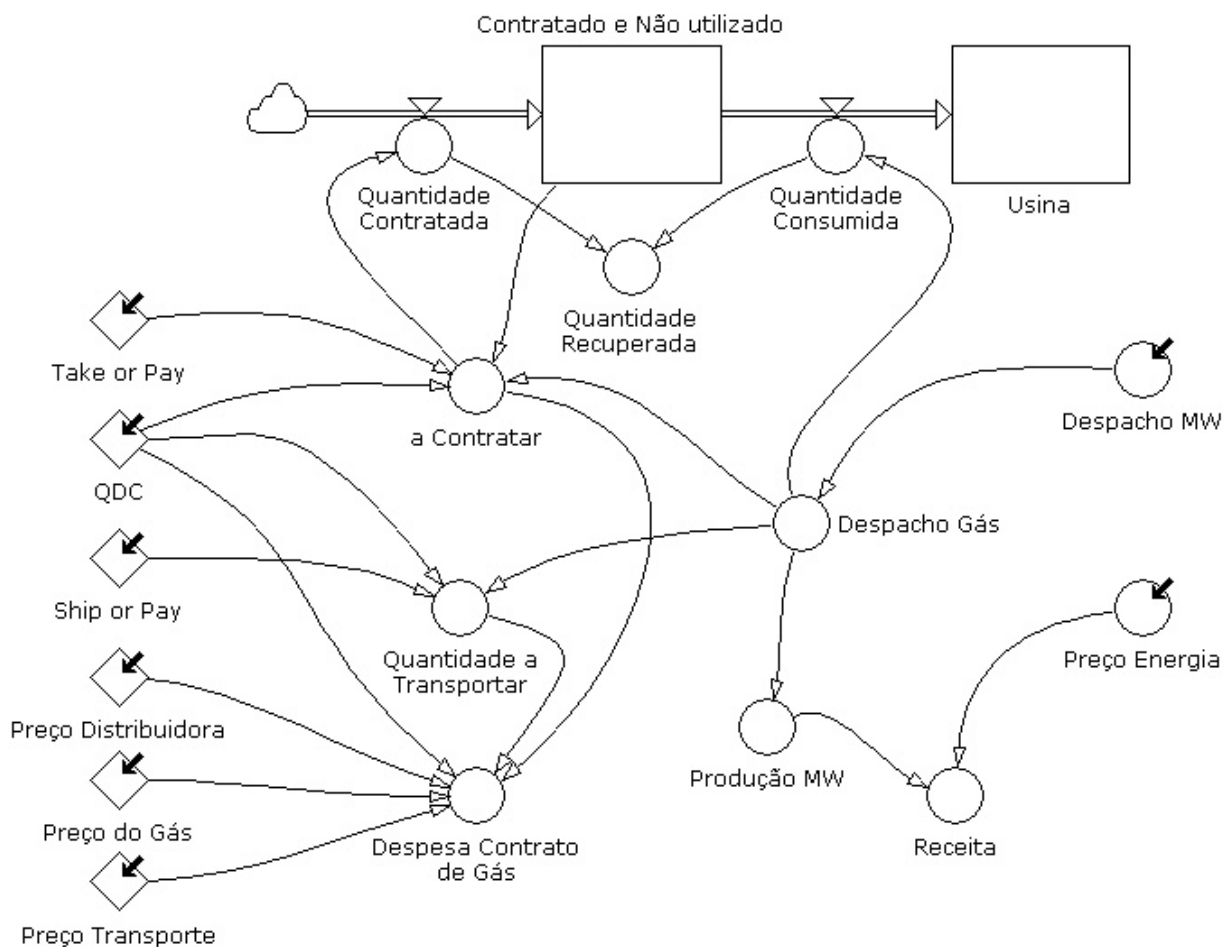 Contratado e Não utilizado
Quantidade
Contratada
Quantidade
Consumida
Usina
Quantidade
Recuperada
Take or Pay
a Contratar
Despacho MW
QDC
Despacho Gás
Ship or Pay
Quantidade a
Transportar
Preço Energia
Preço Distribuidora
Produção MW
Preço do Gás
Despesa Contrato
de Gás
Receita
Preço Transporte